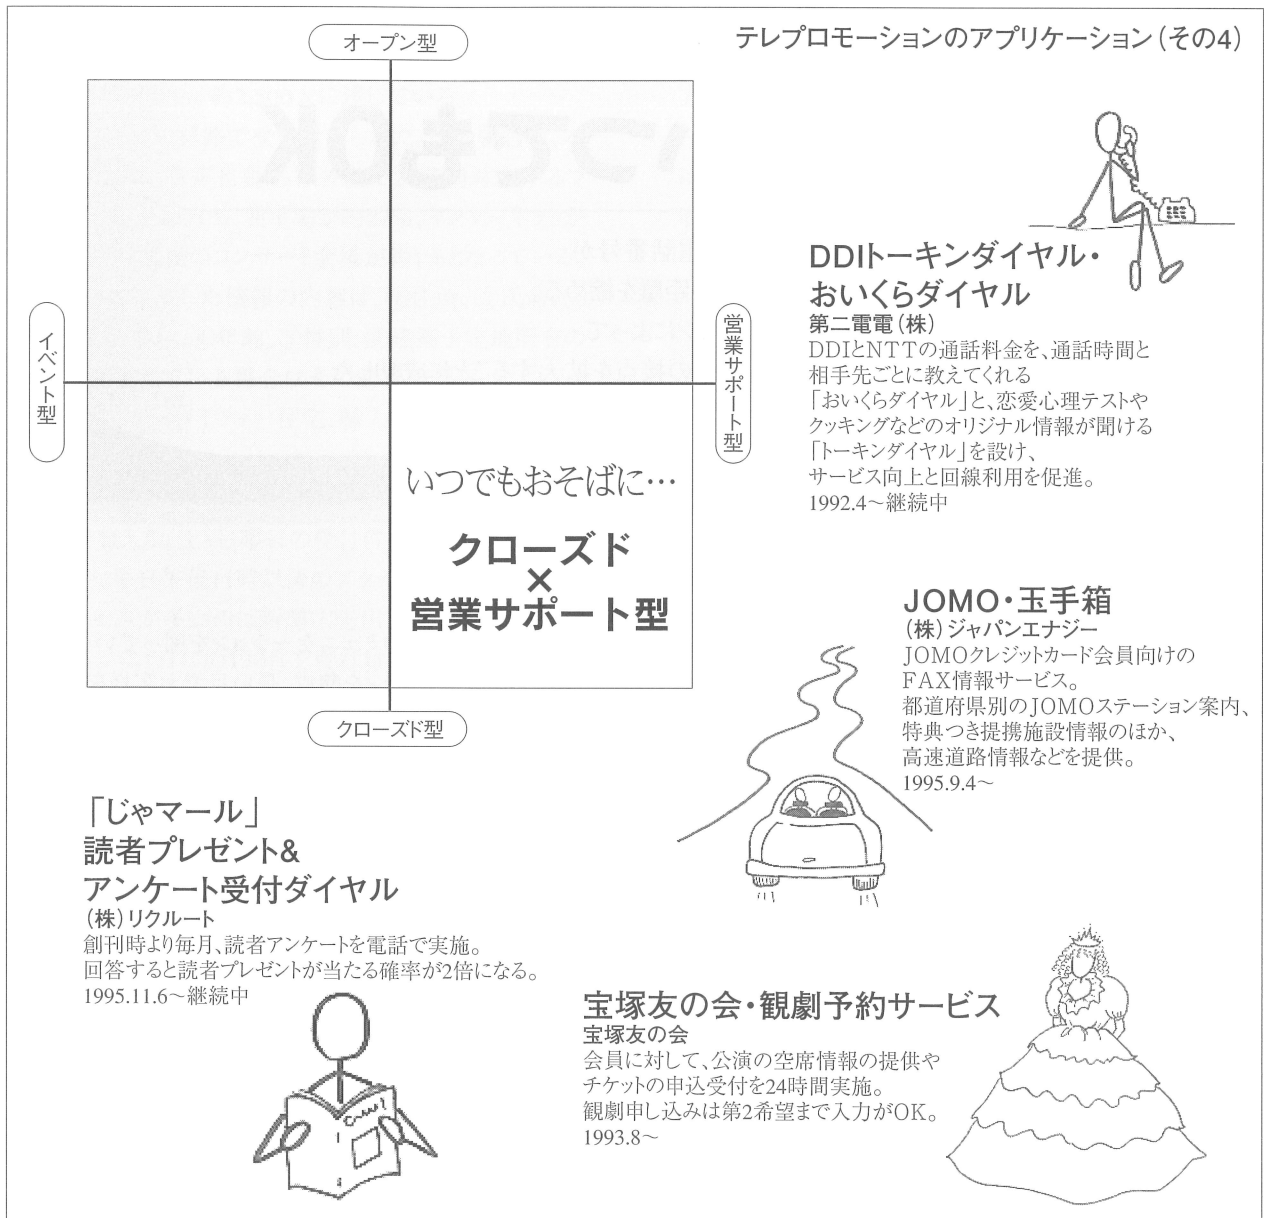 テレプロモーションのアプリケーション(その4)
オープン型
イベント型
営業サポート型
クローズド型
いつでもおそばに…
クローズド
×
営業サポート型
DDIトーキンダイヤル・
おいくらダイヤル
第二電電(株)
DDIとNTTの通話料金を、通話時間と
相手先ごとに教えてくれる
「おいくらダイヤル」と、恋愛心理テストや
クッキングなどのオリジナル情報が聞ける
「トーキンダイヤル」を設け、
サービス向上と回線利用を促進。
1992.4〜継続中
JOMO・玉手箱
(株)ジャパンエナジー
JOMOクレジットカード会員向けの
FAX情報サービス。
都道府県別のJOMOステーション案内、
特典つき提携施設情報のほか、
高速道路情報などを提供。
1995.9.4〜
「じゃマール」
読者プレゼント&
アンケート受付ダイヤル
(株)リクルート
創刊時より毎月、読者アンケートを電話で実施。
回答すると読者プレゼントが当たる確率が2倍になる。
1995.11.6〜継続中
宝塚友の会・観劇予約サービス
宝塚友の会
会員に対して、公演の空席情報の提供や
チケットの申込受付を24時間実施。
観劇申し込みは第2希望まで入力がOK。
1993.8〜